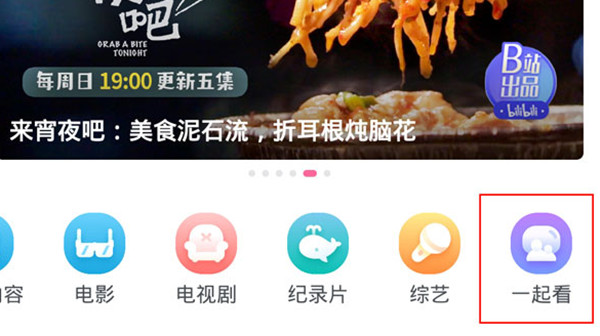 吧
GRAB A BITE
TONIGHT
每周日 19:00 更新五集
B站
出品
bilibili
来宵夜吧：美食泥石流，折耳根炖脑花
内容
电影
电视剧
纪录片
综艺
一起看